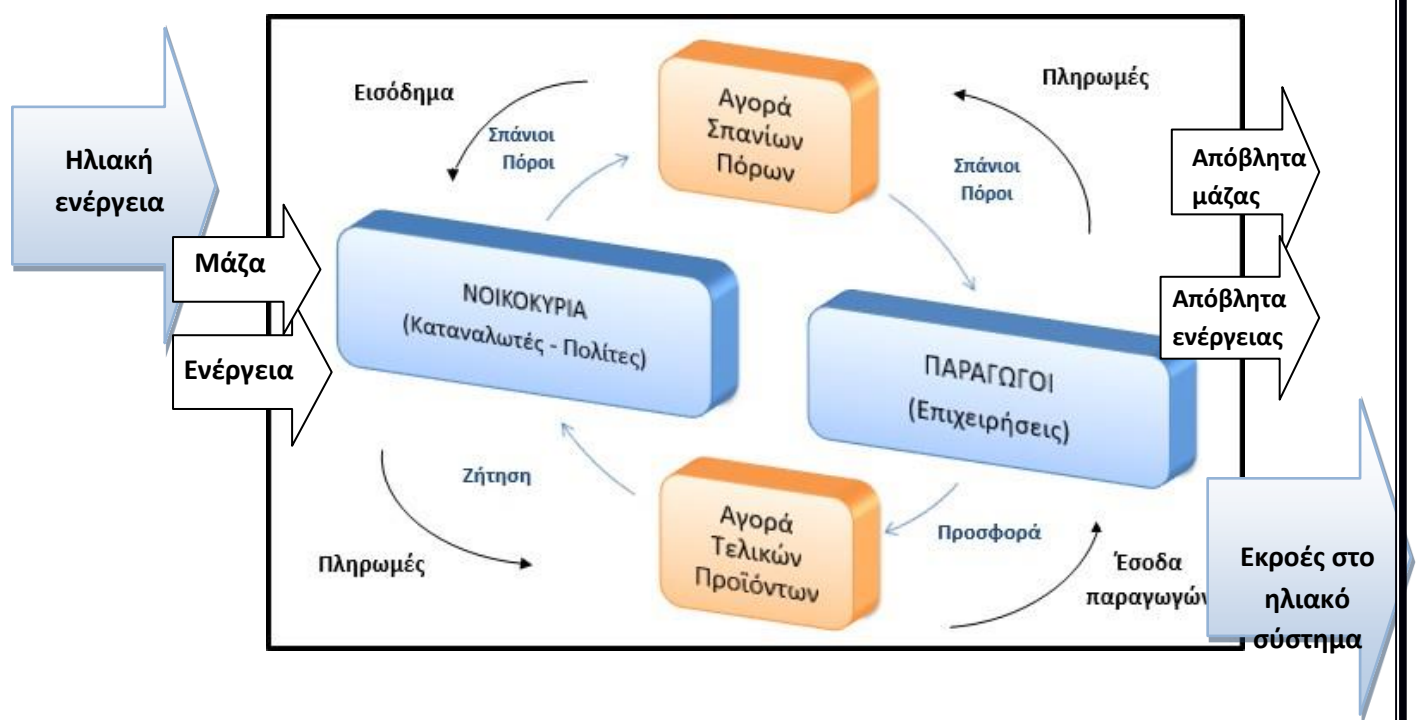 Ηλιακή
ενέργεια
Μάζα
Ενέργεια
Εισόδημα
Σπάνιοι
Πόροι
Αγορά
Σπανίων
Πόρων
Πληρωμές
Σπάνιοι
Πόροι
ΝΟΙΚΟΚΥΡΙΑ
(Καταναλωτές - Πολίτες)
ΠΑΡΑΓΩΓΟΙ
(Επιχειρήσεις)
Ζήτηση
Πληρωμές
Αγορά
Τελικών
Προϊόντων
Προσφορά
Έσοδα
παραγωγών
Απόβλητα
μάζας
Απόβλητα
ενέργειας
Εκροές στο
ηλιακό
σύστημα